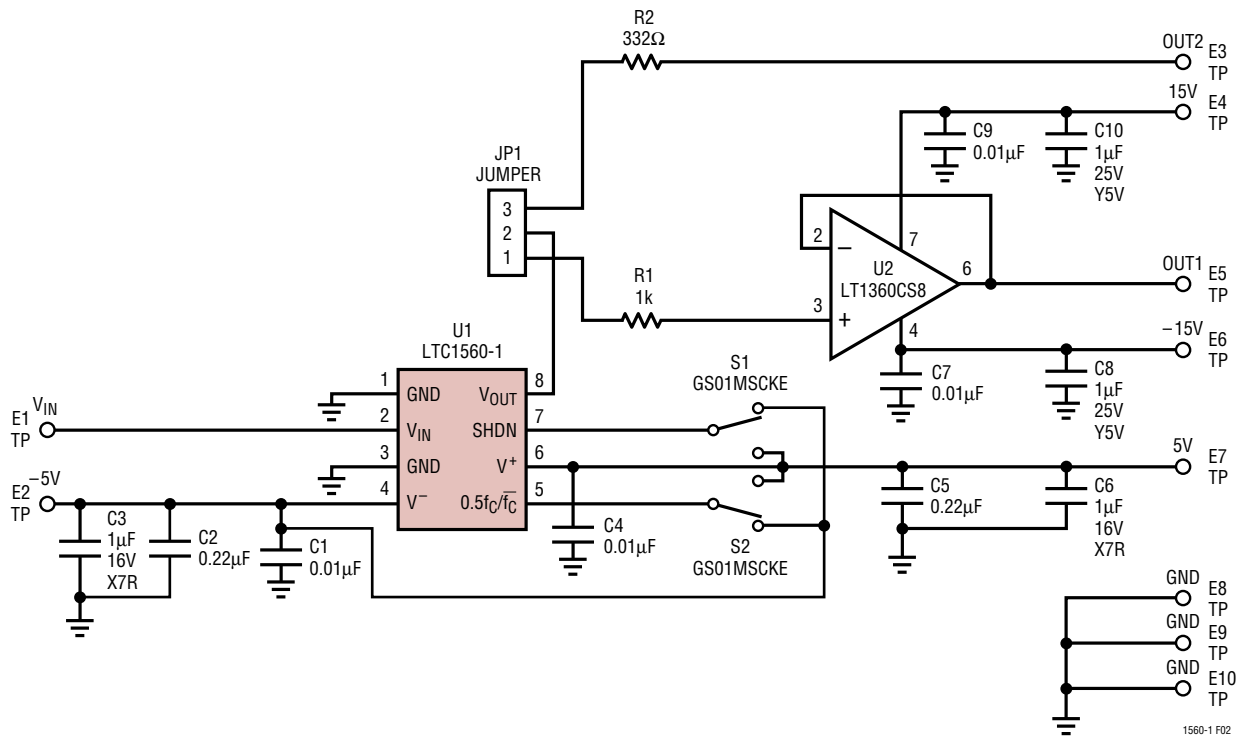 R2
332Ω
OUT2 E3
TP
15V E4
TP
C9
0.01µF
C10
1µF
25V
Y5V
JP1
JUMPER
3
2
1
2
−
7
U2
LT1360CS8
6
3
+
4
OUT1 E5
TP
R1
1k
−15V E6
TP
C7
0.01µF
C8
1µF
25V
Y5V
U1
LTC1560-1
1 GND
2 VIN
3 GND
4 V−
VOUT 8
SHDN 7
V+ 6
0.5fC/f̅C̅ 5
E1 VIN
TP
E2 −5V
TP
C3
1µF
16V
X7R
C2
0.22µF
C1
0.01µF
C4
0.01µF
S1
GS01MSCKE
S2
GS01MSCKE
5V E7
TP
C5
0.22µF
C6
1µF
16V
X7R
GND E8
TP
GND E9
TP
GND E10
TP
1560-1 F02